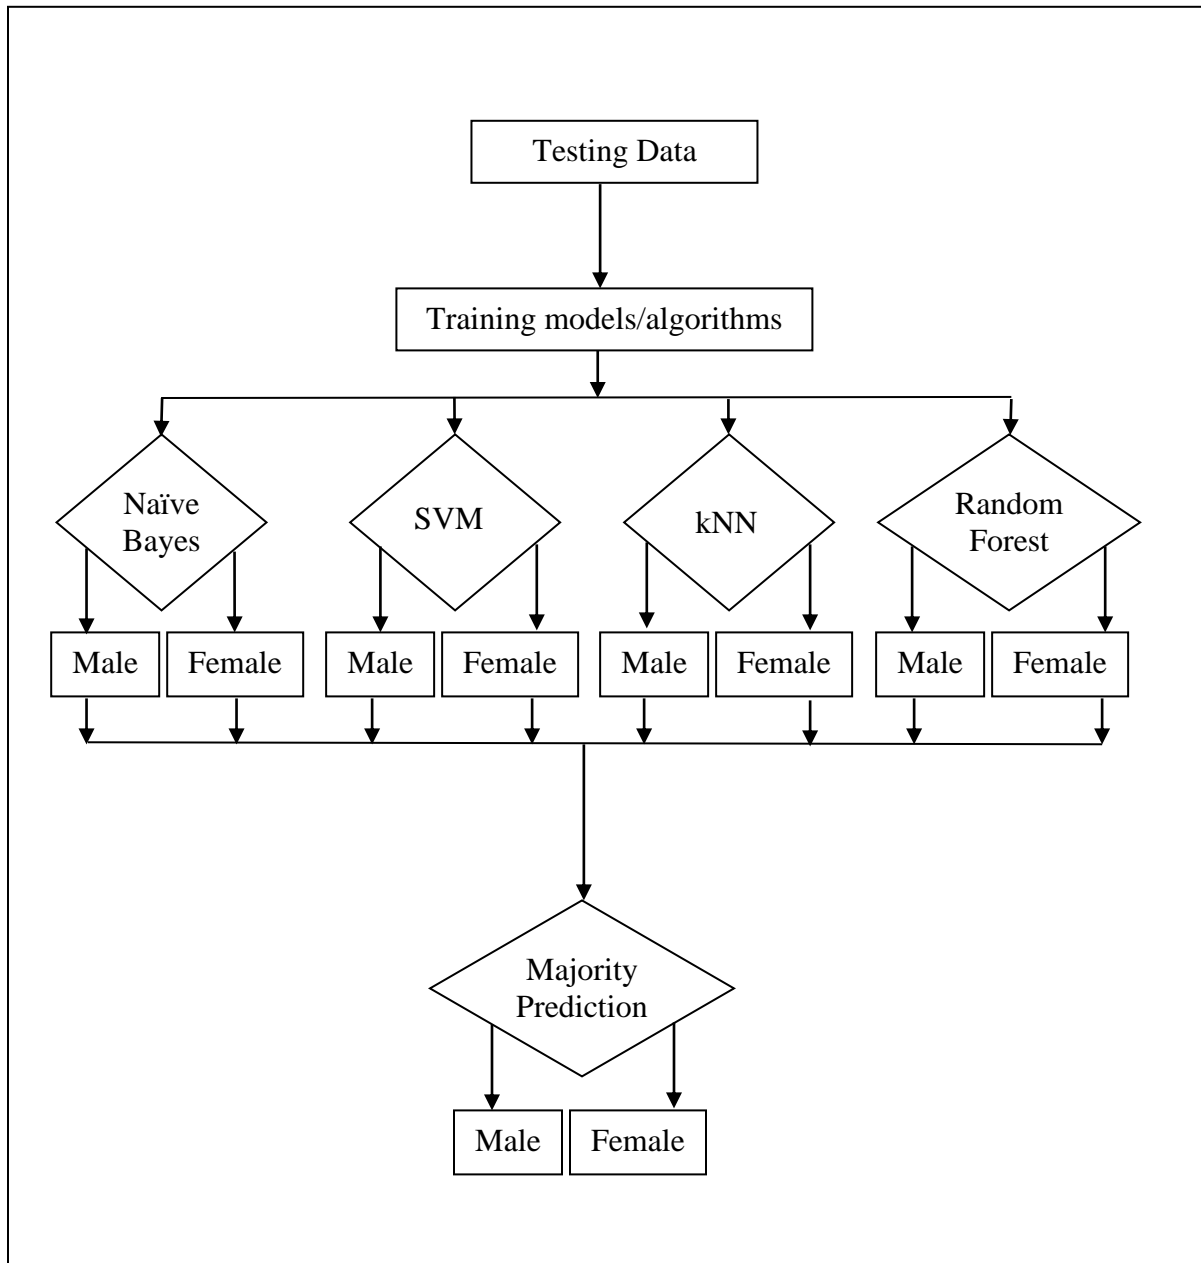 Testing Data
Training models/algorithms
Naïve
Bayes
SVM
kNN
Random
Forest
Male
Female
Male
Female
Male
Female
Male
Female
Majority
Prediction
Male
Female